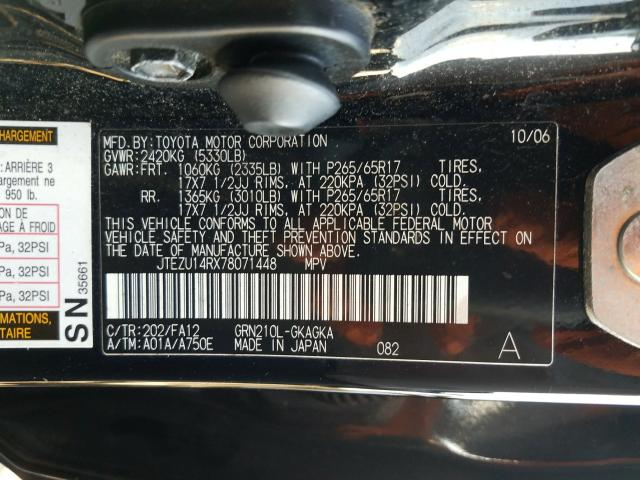 CHARGEMENT
: ARRIÈRE 3
hargement ne
950 lb.
ON DE
AGE A FROID
Pa, 32PSI
Pa, 32PSI
Pa, 32PSI
MATIONS,
TAIRE
SN 35661
MFD. BY: TOYOTA MOTOR CORPORATION 10/06
GVWR: 2420KG (5330LB)
GAWR: FRT. 1060KG (2335LB) WITH P265/65R17 TIRES,
17X7 1/2JJ RIMS, AT 220KPA (32PSI) COLD.
RR. 1365KG (3010LB) WITH P265/65R17 TIRES,
17X7 1/2JJ RIMS, AT 220KPA (32PSI) COLD.
THIS VEHICLE CONFORMS TO ALL APPLICABLE FEDERAL MOTOR
VEHICLE SAFETY AND THEFT PREVENTION STANDARDS IN EFFECT ON
THE DATE OF MANUFACTURE SHOWN ABOVE.
JTEZU14RX78071448 MPV
C/TR: 202/FA12 GRN210L-GKAGKA
A/TM: A01A/A750E MADE IN JAPAN 082 A